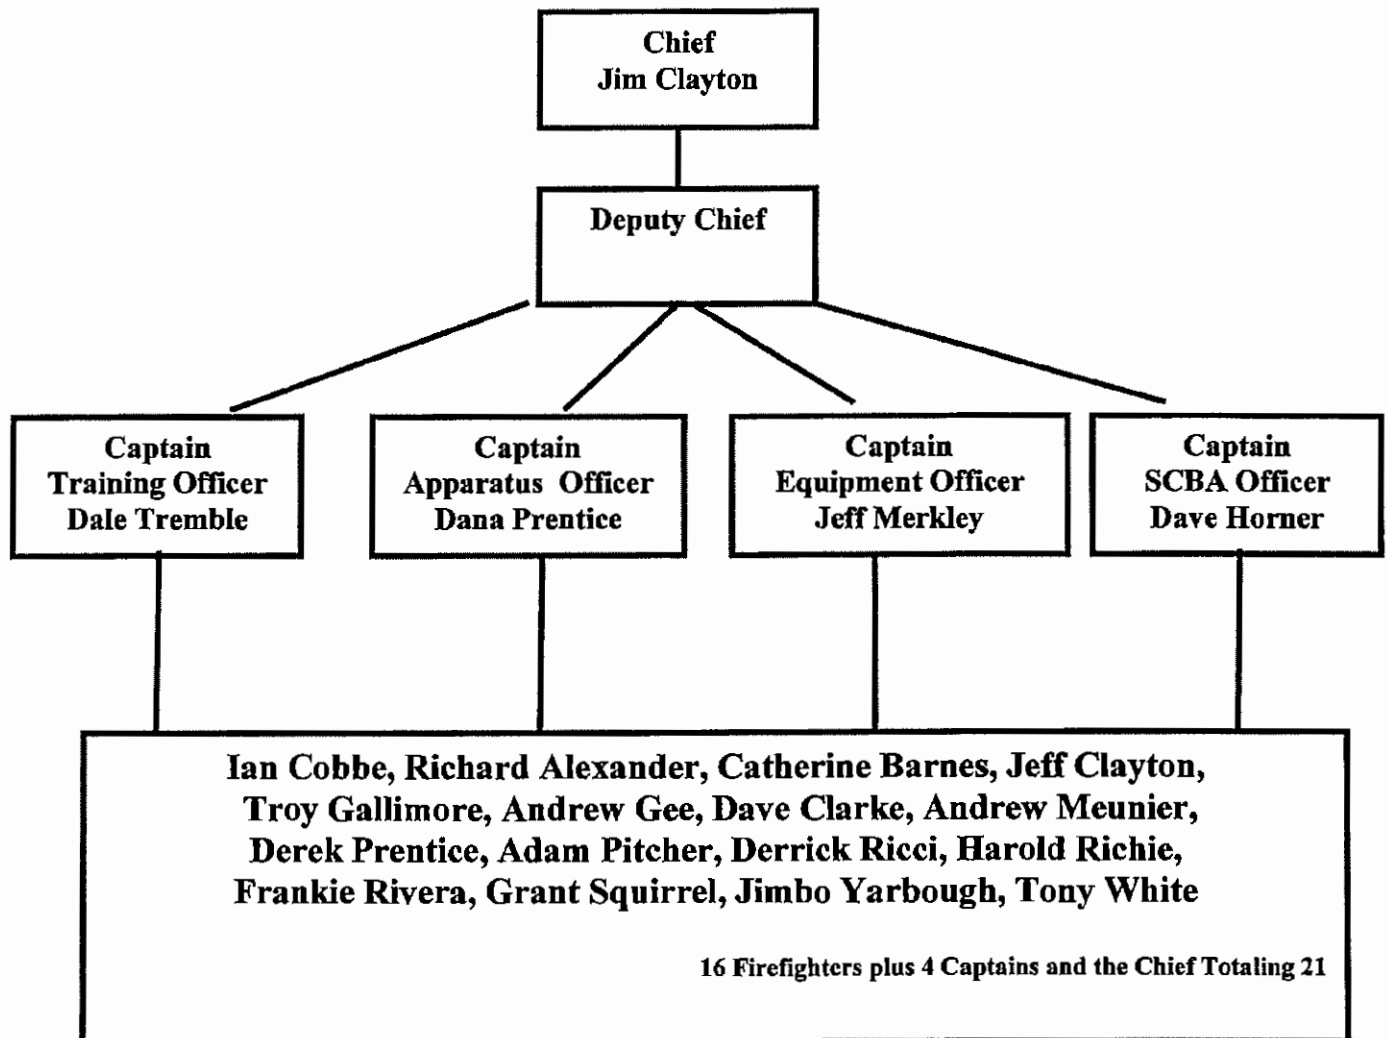 Chief
Jim Clayton
Deputy Chief
Captain
Training Officer
Dale Tremble
Captain
Apparatus Officer
Dana Prentice
Captain
Equipment Officer
Jeff Merkley
Captain
SCBA Officer
Dave Horner
Ian Cobbe, Richard Alexander, Catherine Barnes, Jeff Clayton,
Troy Gallimore, Andrew Gee, Dave Clarke, Andrew Meunier,
Derek Prentice, Adam Pitcher, Derrick Ricci, Harold Richie,
Frankie Rivera, Grant Squirrel, Jimbo Yarbough, Tony White
16 Firefighters plus 4 Captains and the Chief Totaling 21